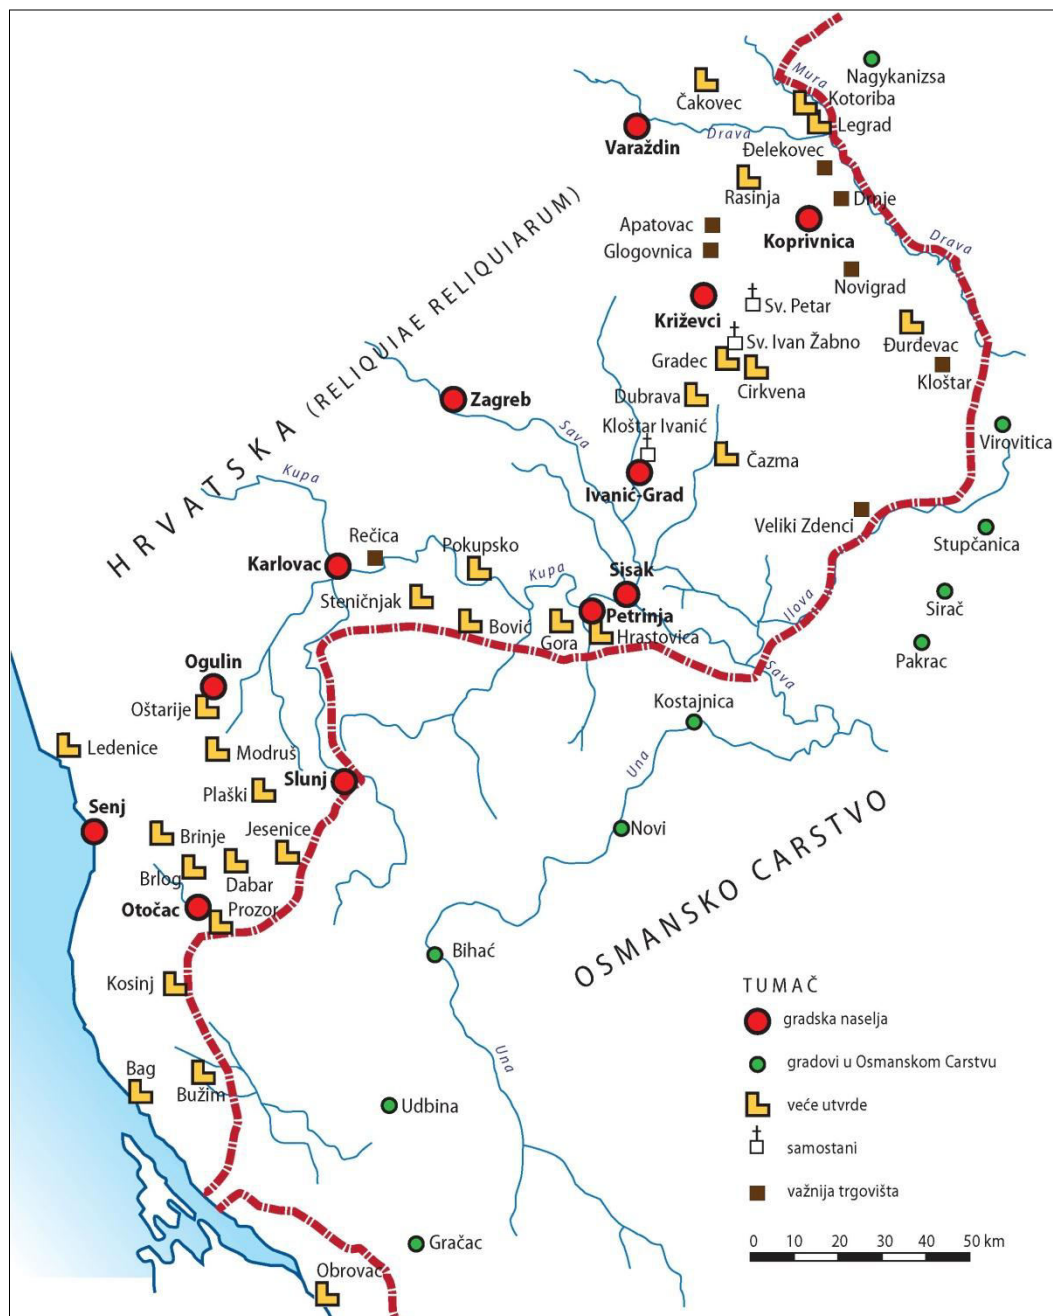 Nagykanizsa
Mura
Čakovec
Kotoriba
Legrad
Drava
Varaždin
Đelekovec
Rasinja
Drnje
Apatovac
Koprivnica
Glogovnica
Drava
Novigrad
Križevci
Sv. Petar
Sv. Ivan Žabno
Đurđevac
Gradec
Cirkvena
Kloštar
HRVATSKA (RELIQUIAE RELIQUIARUM)
Zagreb
Dubrava
Kloštar Ivanić
Sava
Virovitica
Čazma
Kupa
Ivanić-Grad
Veliki Zdenci
Stupčanica
Rečica
Pokupsko
Karlovac
Kupa
Sisak
Steničnjak
Ilova
Sirač
Petrinja
Bović
Gora
Hrastovica
Pakrac
Ogulin
Sava
Oštarije
Kostajnica
Ledenice
Modruš
Una
Slunj
Plaški
Senj
Brinje
Jesenice
Novi
Brlog
Dabar
OSMANSKO CARSTVO
Otočac
Prozor
Bihać
Kosinj
Una
Bag
Bužim
Udbina
Gračac
Obrovac
TUMAČ
gradska naselja
gradovi u Osmanskom Carstvu
veće utvrde
samostani
važnija trgovišta
0 10 20 30 40 50 km